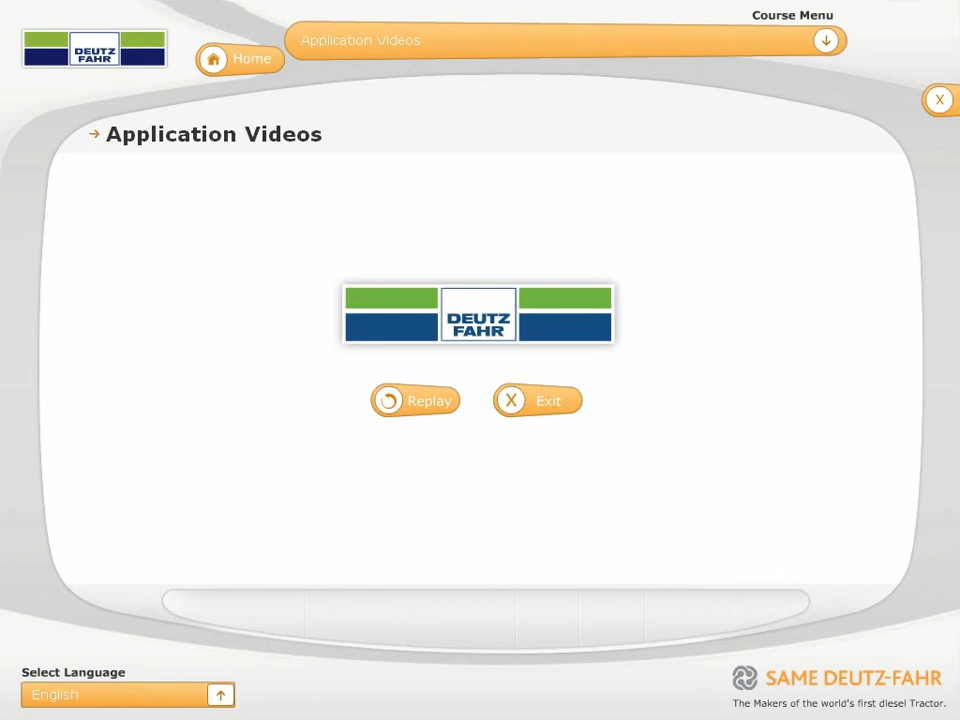 Course Menu
DEUTZ
FAHR
Home
Application Videos
X
Application Videos
DEUTZ
FAHR
Replay
X Exit
Select Language
English
SAME DEUTZ-FAHR
The Makers of the world's first diesel Tractor.